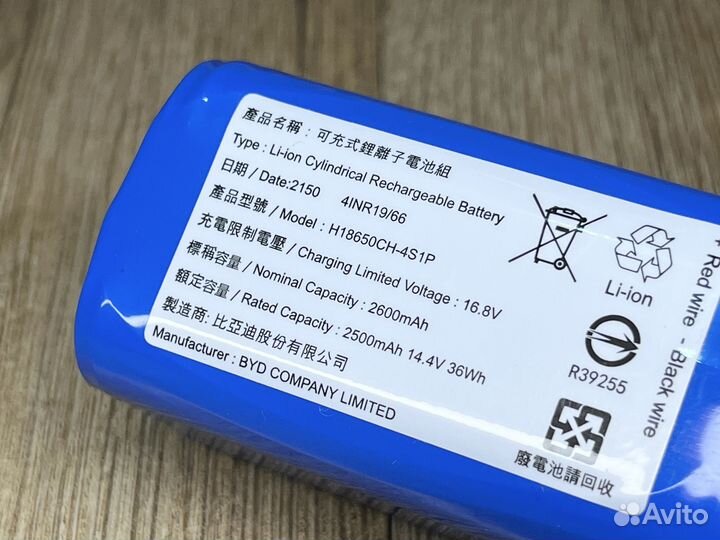 產品名稱：可充式鋰離子電池組
Type : Li-ion Cylindrical Rechargeable Battery
日期 / Date:2150 4INR19/66
產品型號 / Model : H18650CH-4S1P
充電限制電壓 / Charging Limited Voltage : 16.8V
標稱容量 / Nominal Capacity : 2600mAh
額定容量 / Rated Capacity : 2500mAh 14.4V 36Wh
製造商: 比亞迪股份有限公司
Manufacturer : BYD COMPANY LIMITED
Li-ion
R39255
廢電池請回收
+ Red wire - Black wire
Avito